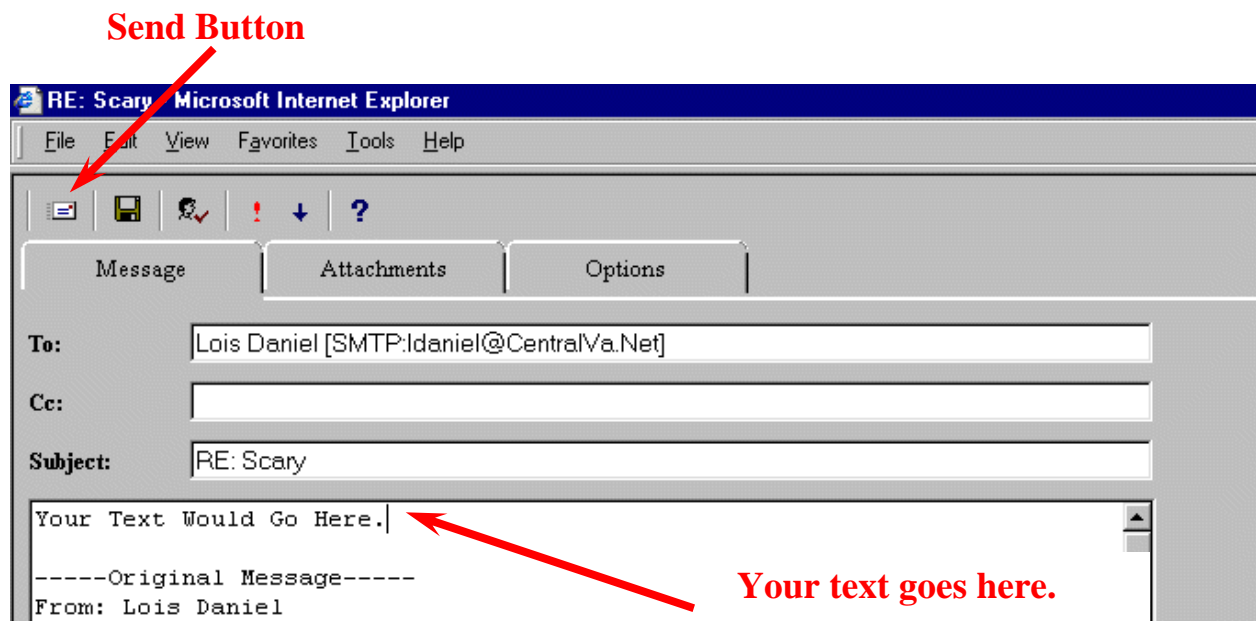 Send Button
RE: Scary - Microsoft Internet Explorer
File Edit View Favorites Tools Help
! ?
Message Attachments Options
To: Lois Daniel [SMTP:ldaniel@CentralVa.Net]
Cc:
Subject: RE: Scary
Your Text Would Go Here.
-----Original Message-----
Your text goes here.
From: Lois Daniel